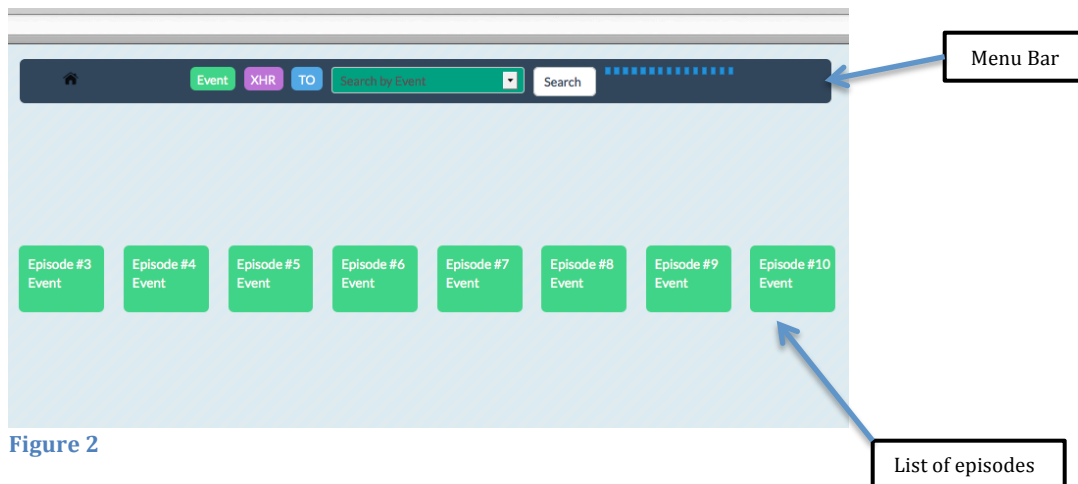 Menu Bar
Event XHR TO Search by Event Search
Episode #3 Episode #4 Episode #5 Episode #6 Episode #7 Episode #8 Episode #9 Episode #10
Event Event Event Event Event Event Event Event
Figure 2
List of episodes